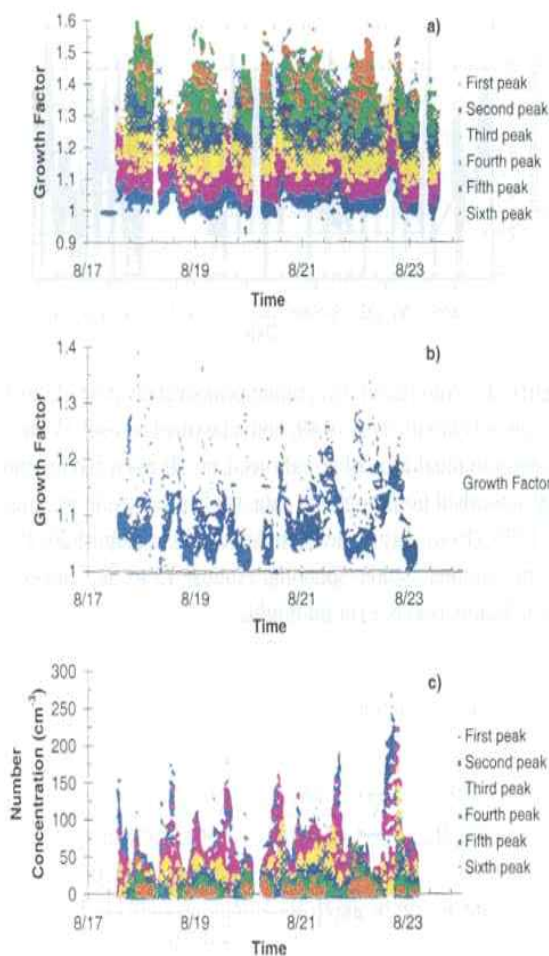 a)
1.6
1.5
1.4
1.3
1.2
1.1
1
0.9
Growth Factor
First peak
Second peak
Third peak
Fourth peak
Fifth peak
Sixth peak
8/17
8/19
8/21
8/23
Time
b)
1.4
1.3
1.2
1.1
1
Growth Factor
Growth Factor
8/17
8/19
8/21
8/23
Time
c)
300
250
200
150
100
50
0
Number
Concentration (cm⁻³)
First peak
Second peak
Third peak
Fourth peak
Fifth peak
Sixth peak
8/17
8/19
8/21
8/23
Time